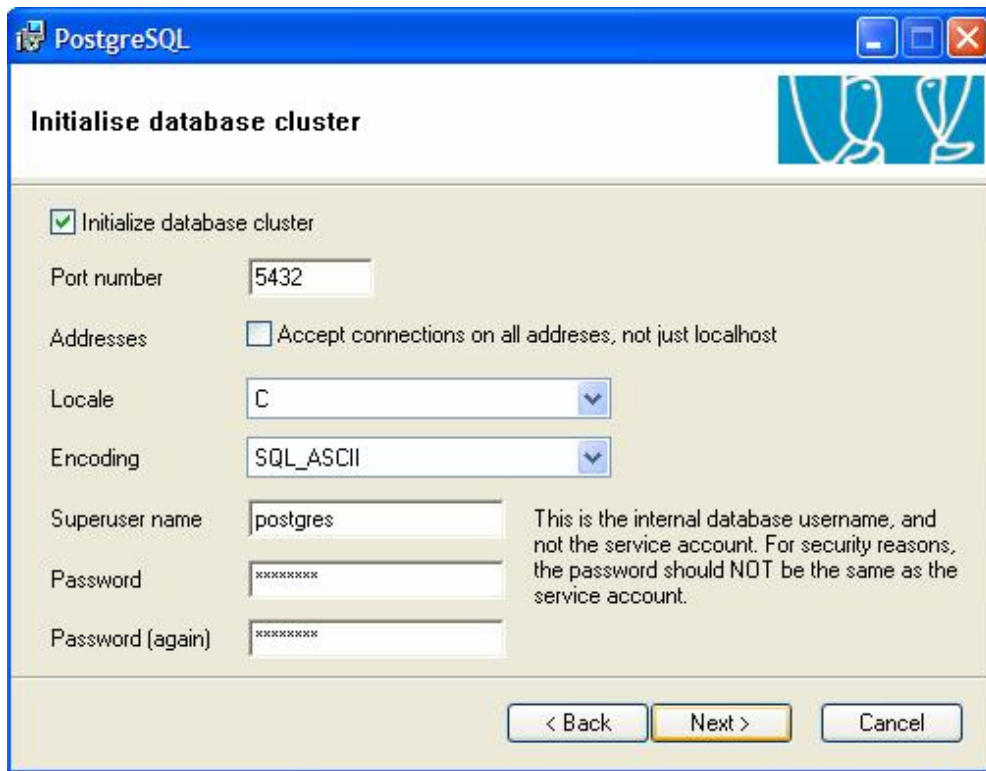 PostgreSQL
Initialise database cluster
Initialize database cluster
Port number 5432
Addresses Accept connections on all addreses, not just localhost
Locale C
Encoding SQL_ASCII
Superuser name postgres
This is the internal database username, and
not the service account. For security reasons,
the password should NOT be the same as the
service account.
Password ********
Password (again) ********
< Back Next > Cancel